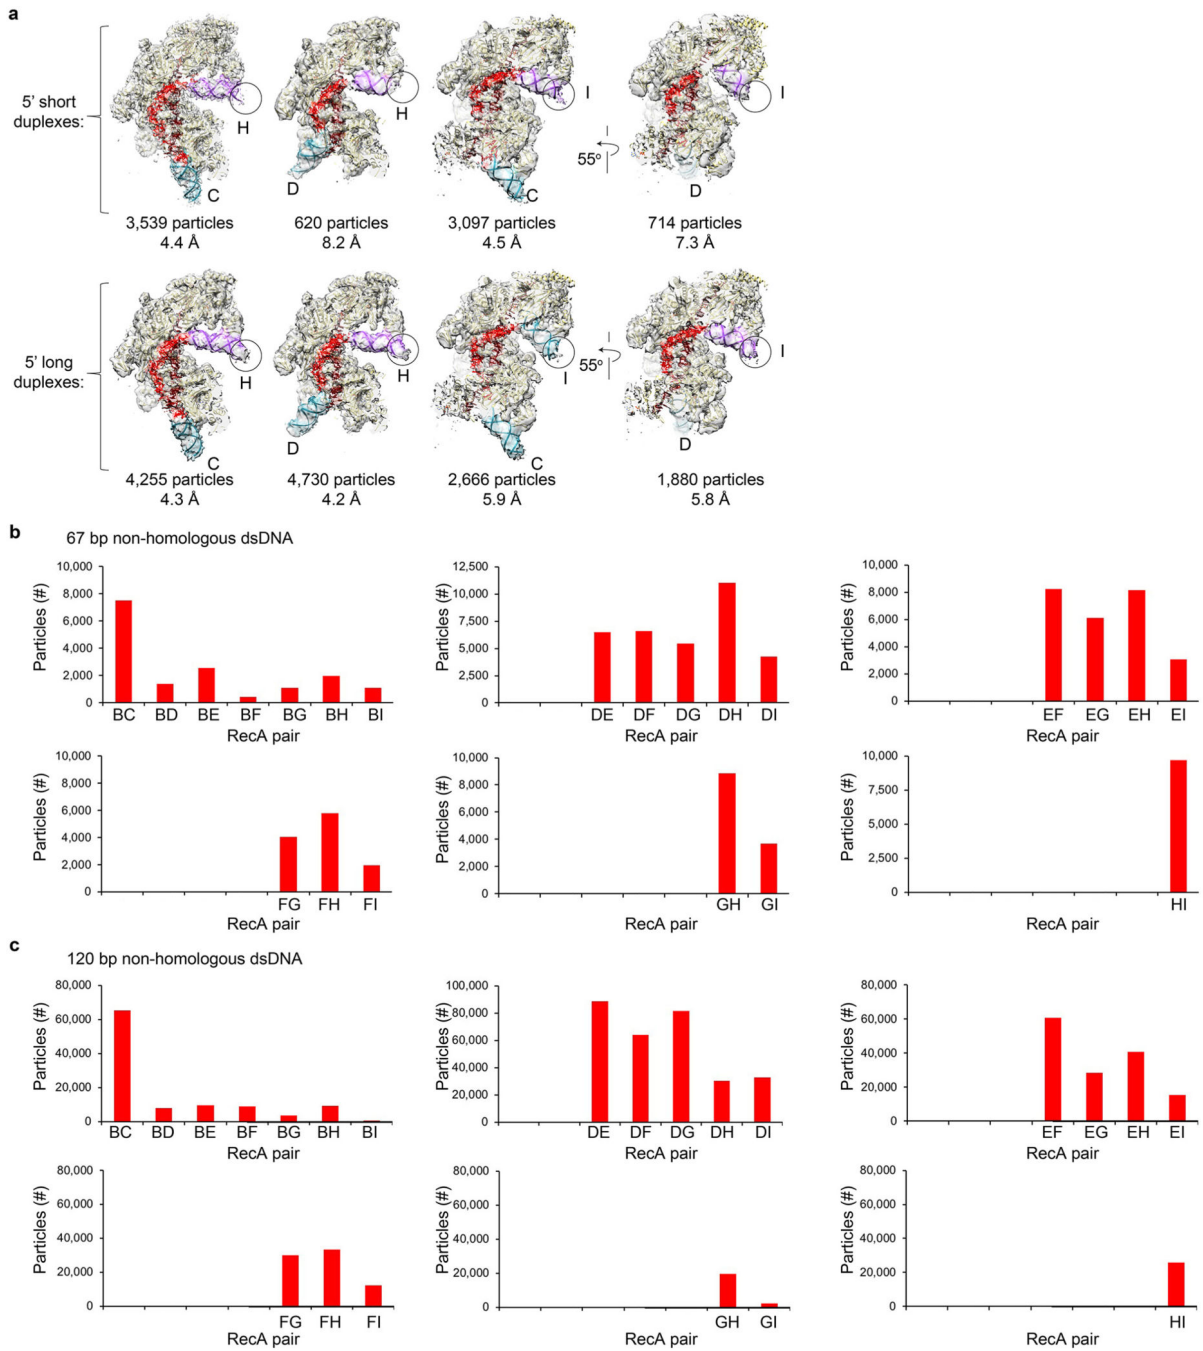 a
5' short
duplexes:
H
H
I
I
55º
C
D
C
D
3,539 particles
620 particles
3,097 particles
714 particles
4.4 Å
8.2 Å
4.5 Å
7.3 Å
5' long
duplexes:
H
H
I
I
55º
C
D
C
D
4,255 particles
4,730 particles
2,666 particles
1,880 particles
4.3 Å
4.2 Å
5.9 Å
5.8 Å
b
67 bp non-homologous dsDNA
Particles (#)
10,000
8,000
6,000
4,000
2,000
0
BC BD BE BF BG BH BI
RecA pair
Particles (#)
12,500
10,000
7,500
5,000
2,500
0
DE DF DG DH DI
RecA pair
Particles (#)
10,000
8,000
6,000
4,000
2,000
0
EF EG EH EI
RecA pair
Particles (#)
10,000
8,000
6,000
4,000
2,000
0
FG FH FI
RecA pair
Particles (#)
10,000
7,500
5,000
2,500
0
GH GI
RecA pair
Particles (#)
10,000
7,500
5,000
2,500
0
HI
RecA pair
c
120 bp non-homologous dsDNA
Particles (#)
80,000
60,000
40,000
20,000
0
BC BD BE BF BG BH BI
RecA pair
Particles (#)
100,000
80,000
60,000
40,000
20,000
0
DE DF DG DH DI
RecA pair
Particles (#)
80,000
60,000
40,000
20,000
0
EF EG EH EI
RecA pair
Particles (#)
80,000
60,000
40,000
20,000
0
FG FH FI
RecA pair
Particles (#)
80,000
60,000
40,000
20,000
0
GH GI
RecA pair
Particles (#)
80,000
60,000
40,000
20,000
0
HI
RecA pair